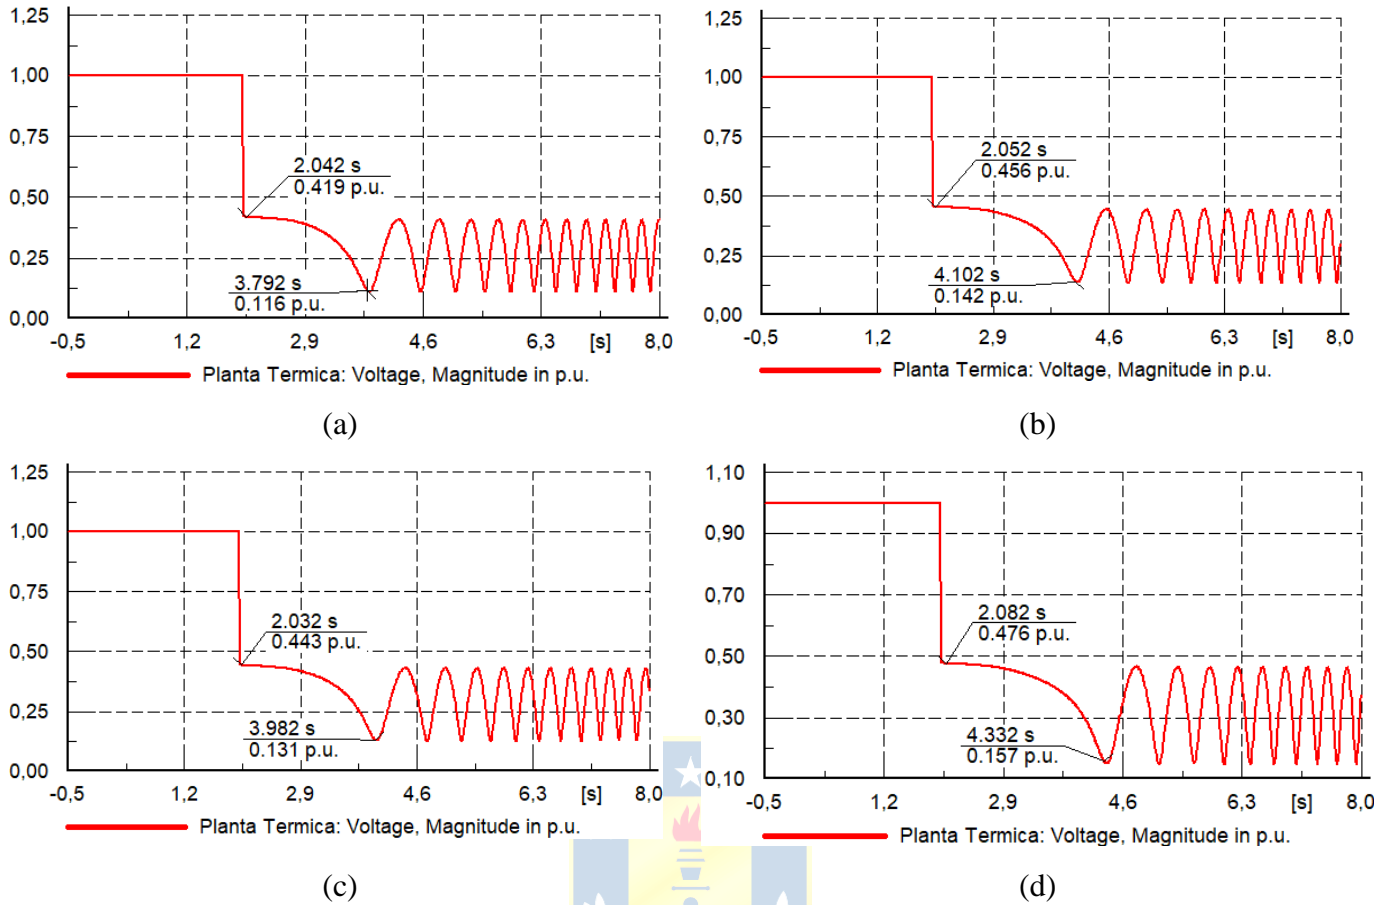 1,25
1,00
0,75
0,50
0,25
0,00
2.042 s
0.419 p.u.
3.792 s
0.116 p.u.
-0,5 1,2 2,9 4,6 6,3 [s] 8,0
Planta Termica: Voltage, Magnitude in p.u.
(a)
1,25
1,00
0,75
0,50
0,25
0,00
2.052 s
0.456 p.u.
4.102 s
0.142 p.u.
-0,5 1,2 2,9 4,6 6,3 [s] 8,0
Planta Termica: Voltage, Magnitude in p.u.
(b)
1,25
1,00
0,75
0,50
0,25
0,00
2.032 s
0.443 p.u.
3.982 s
0.131 p.u.
-0,5 1,2 2,9 4,6 6,3 [s] 8,0
Planta Termica: Voltage, Magnitude in p.u.
(c)
1,10
0,90
0,70
0,50
0,30
0,10
2.082 s
0.476 p.u.
4.332 s
0.157 p.u.
-0,5 1,2 2,9 4,6 6,3 [s] 8,0
Planta Termica: Voltage, Magnitude in p.u.
(d)